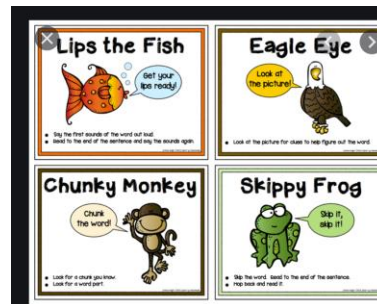 Lips the Fish
Get your
lips ready!
Say the first sounds of the word out loud.
Read to the end of the sentence and say the sounds again.
Eagle Eye
Look at
the picture!
Look at the picture for clues to help figure out the word.
Chunky Monkey
Chunk
the word!
Look for a chunk you know.
Look for a word part.
Skippy Frog
Skip it,
skip it!
Skip the word. Read to the end of the sentence.
Hop back and read it.